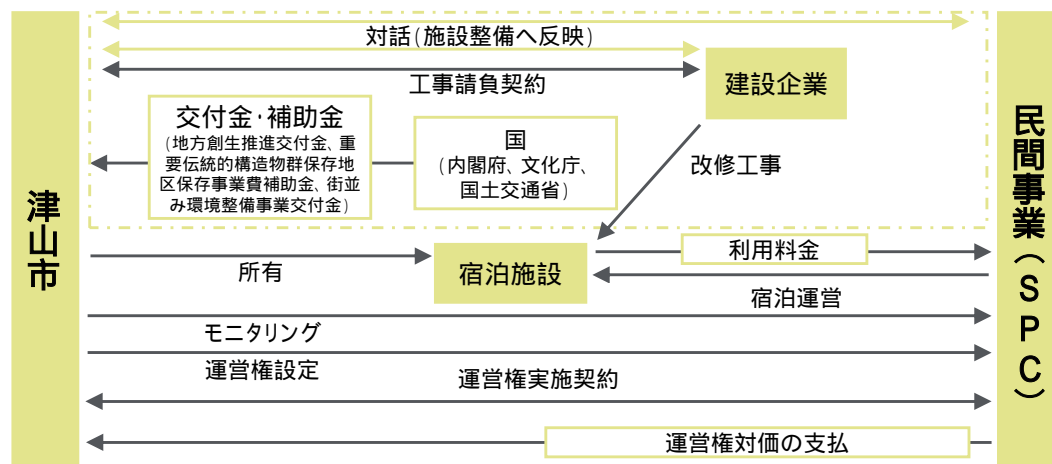 対話(施設整備へ反映)
工事請負契約
建設企業
交付金・補助金
(地方創生推進交付金、重
要伝統的構造物群保存地
区保存事業費補助金、街並
み環境整備事業交付金)
国
(内閣府、文化庁、
国土交通省)
改修工事
津山市
民間事業(SPC)
所有
宿泊施設
利用料金
宿泊運営
モニタリング
運営権設定
運営権実施契約
運営権対価の支払